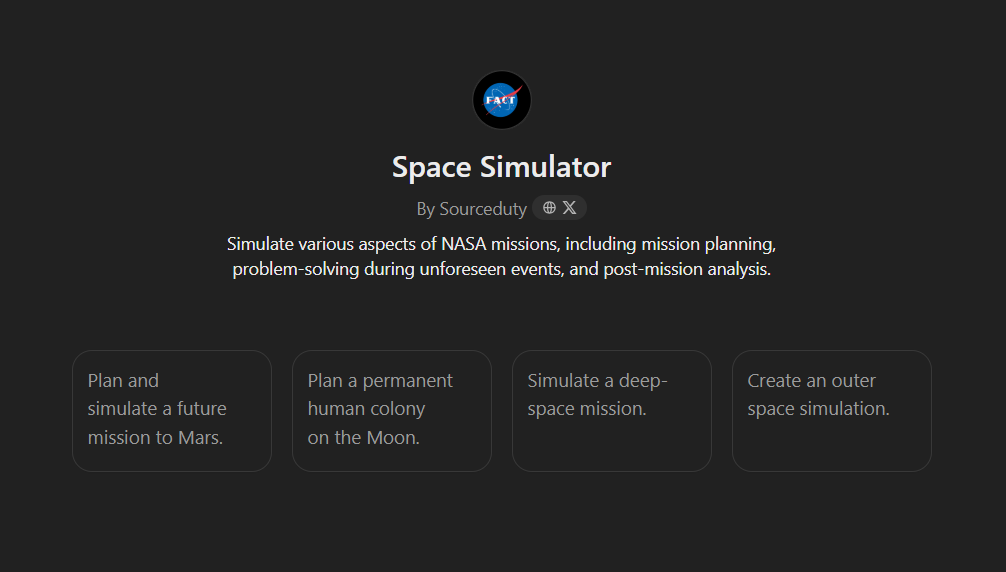 FACT
Space Simulator
By Sourceduty
Simulate various aspects of NASA missions, including mission planning,
problem-solving during unforeseen events, and post-mission analysis.
Plan and
simulate a future
mission to Mars.
Plan a permanent
human colony
on the Moon.
Simulate a deep-
space mission.
Create an outer
space simulation.